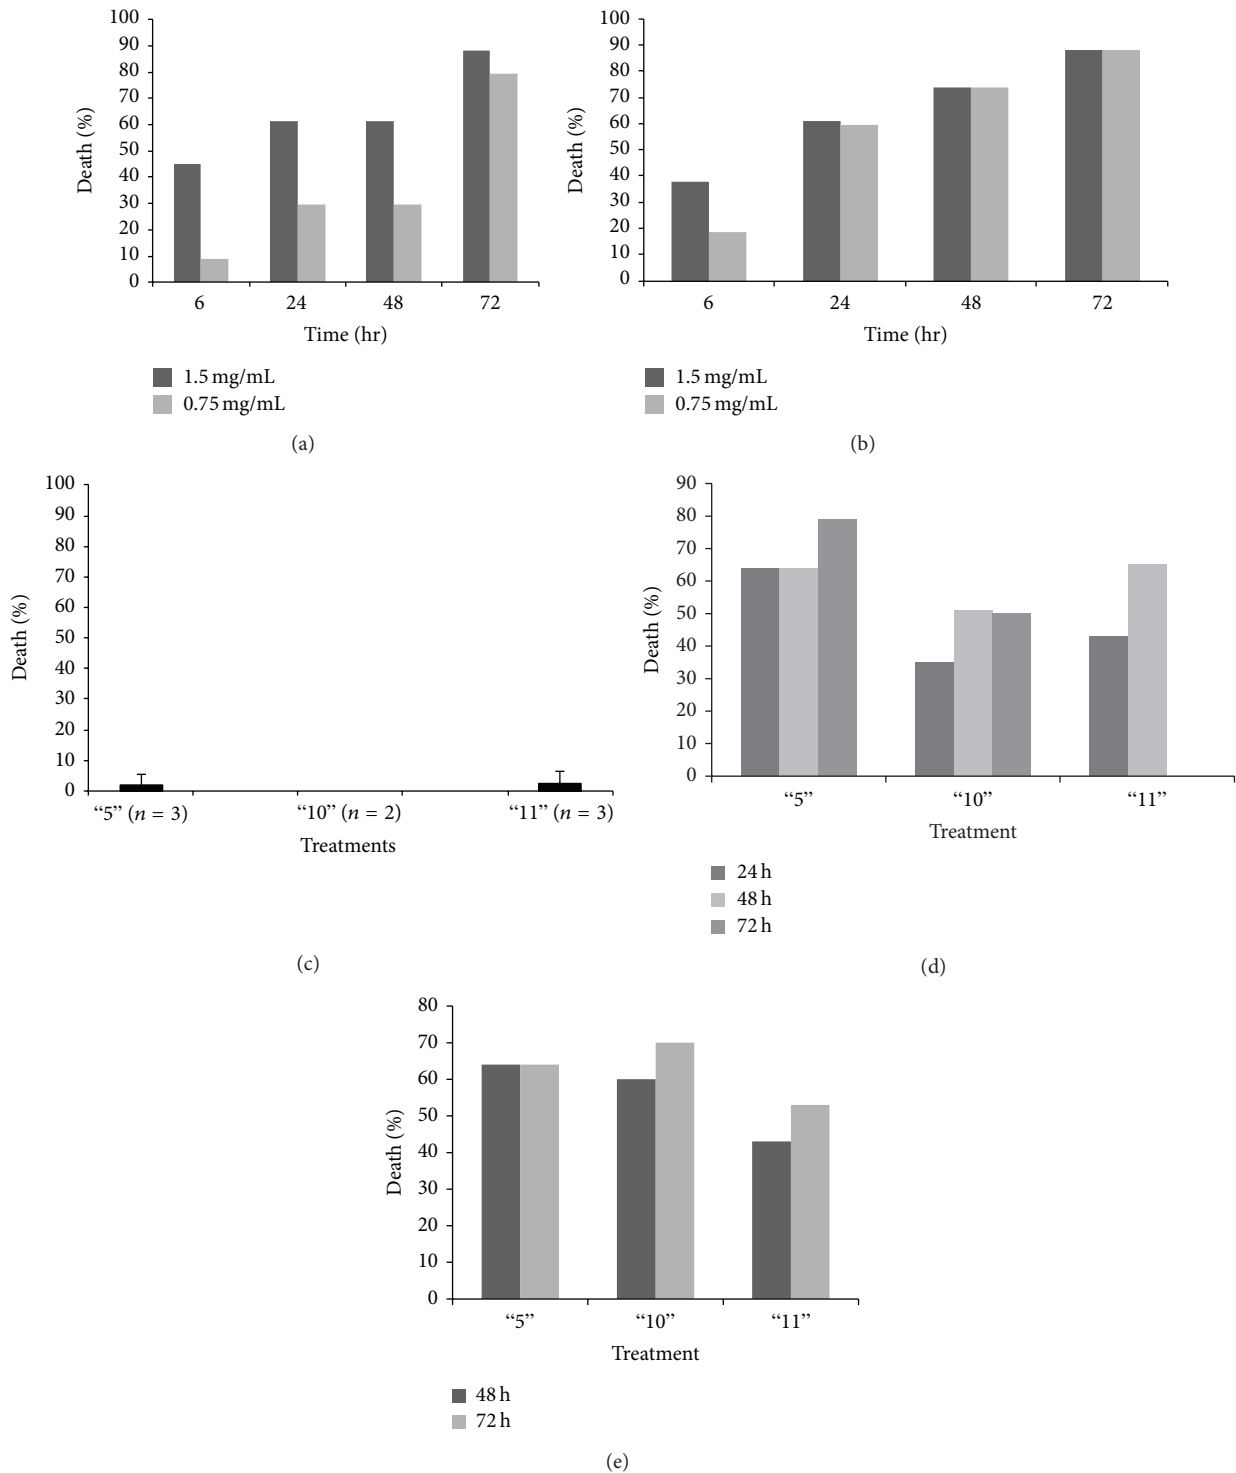 100
90
80
70
60
50
40
30
20
10
0
Death (%)
6 24 48 72
Time (hr)
1.5 mg/mL
0.75 mg/mL
(a)
100
90
80
70
60
50
40
30
20
10
0
Death (%)
6 24 48 72
Time (hr)
1.5 mg/mL
0.75 mg/mL
(b)
100
90
80
70
60
50
40
30
20
10
0
Death (%)
“5” (n = 3) “10” (n = 2) “11” (n = 3)
Treatments
(c)
90
80
70
60
50
40
30
20
10
0
Death (%)
“5” “10” “11”
Treatment
24 h
48 h
72 h
(d)
80
70
60
50
40
30
20
10
0
Death (%)
“5” “10” “11”
Treatment
48 h
72 h
(e)